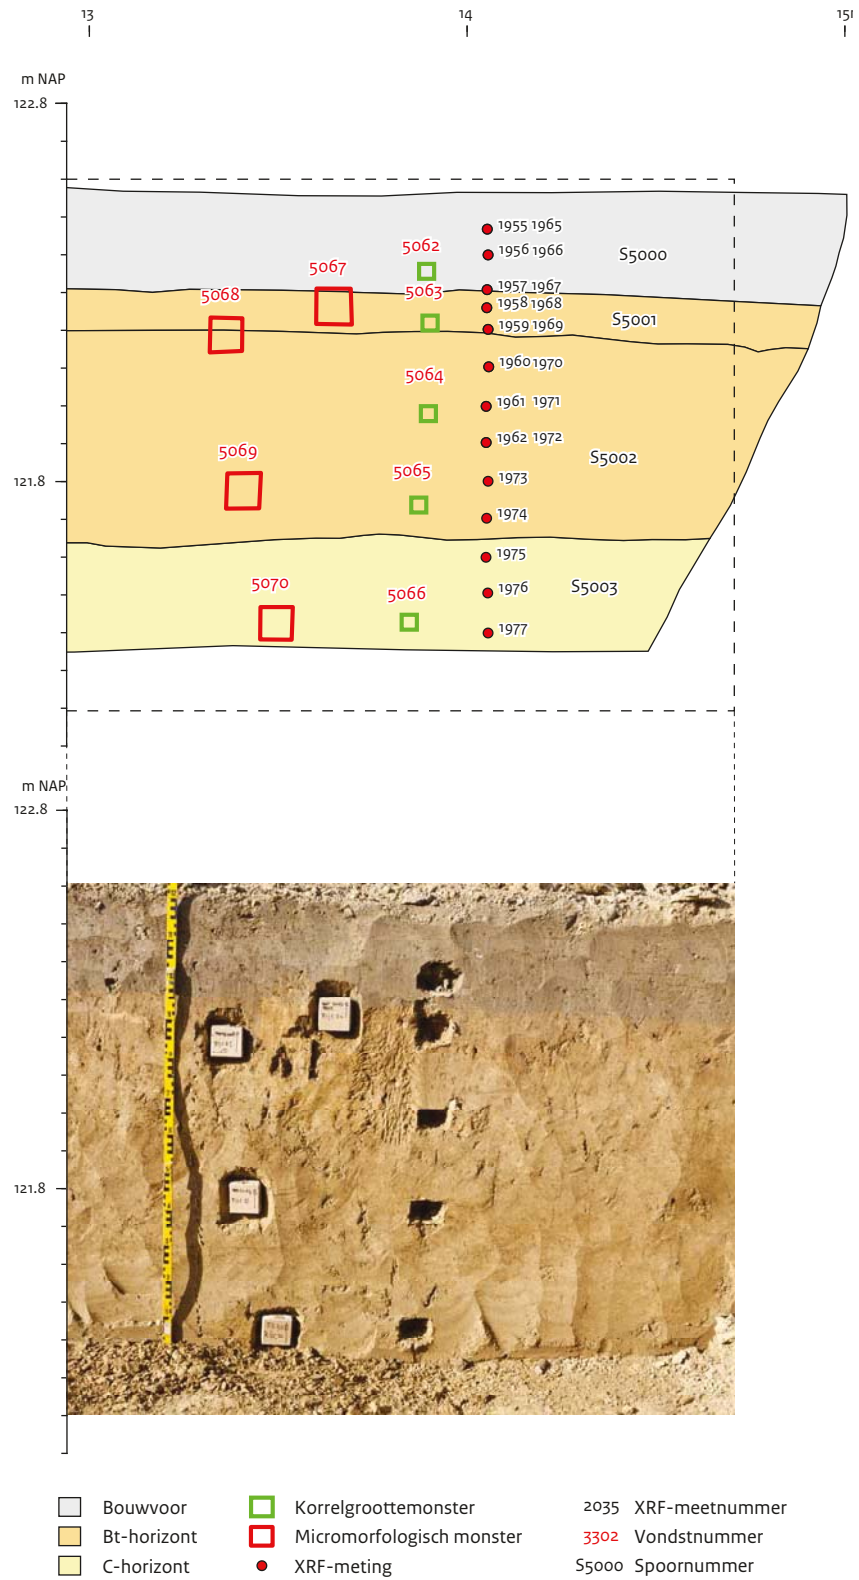 13 14 15
m NAP
122.8
1955 1965
5062 1956 1966 S5000
5067
5068 5063 1957 1967
1958 1968 S5001
1959 1969
5064 1960 1970
1961 1971
1962 1972
5069 5065 1973 S5002
121.8
1974
1975
5070 5066 1976 S5003
1977
m NAP
122.8
121.8
Bouwvoor Korrelgroottemonster 2035 XRF-meetnummer
Bt-horizont Micromorfologisch monster 3302 Vondstnummer
C-horizont XRF-meting S5000 Spoornummer